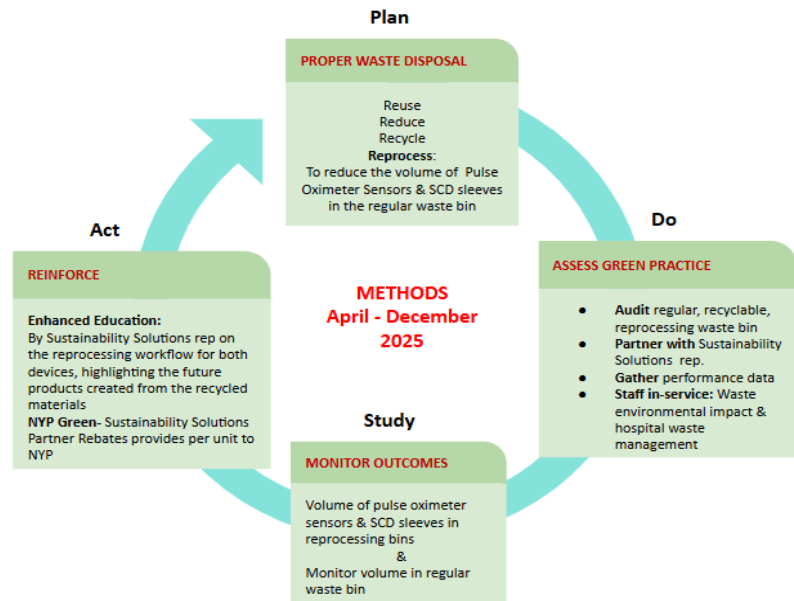 Plan
PROPER WASTE DISPOSAL
Reuse
Reduce
Recycle
Reprocess:
To reduce the volume of Pulse
Oximeter Sensors & SCD sleeves
in the regular waste bin
Do
ASSESS GREEN PRACTICE
● Audit regular, recyclable,
reprocessing waste bin
● Partner with Sustainability
Solutions rep.
● Gather performance data
● Staff in-service: Waste
environmental impact &
hospital waste
management
Study
MONITOR OUTCOMES
Volume of pulse oximeter
sensors & SCD sleeves in
reprocessing bins
&
Monitor volume in regular
waste bin
Act
REINFORCE
Enhanced Education:
By Sustainability Solutions rep on
the reprocessing workflow for both
devices, highlighting the future
products created from the recycled
materials
NYP Green- Sustainability Solutions
Partner Rebates provides per unit to
NYP
METHODS
April - December
2025